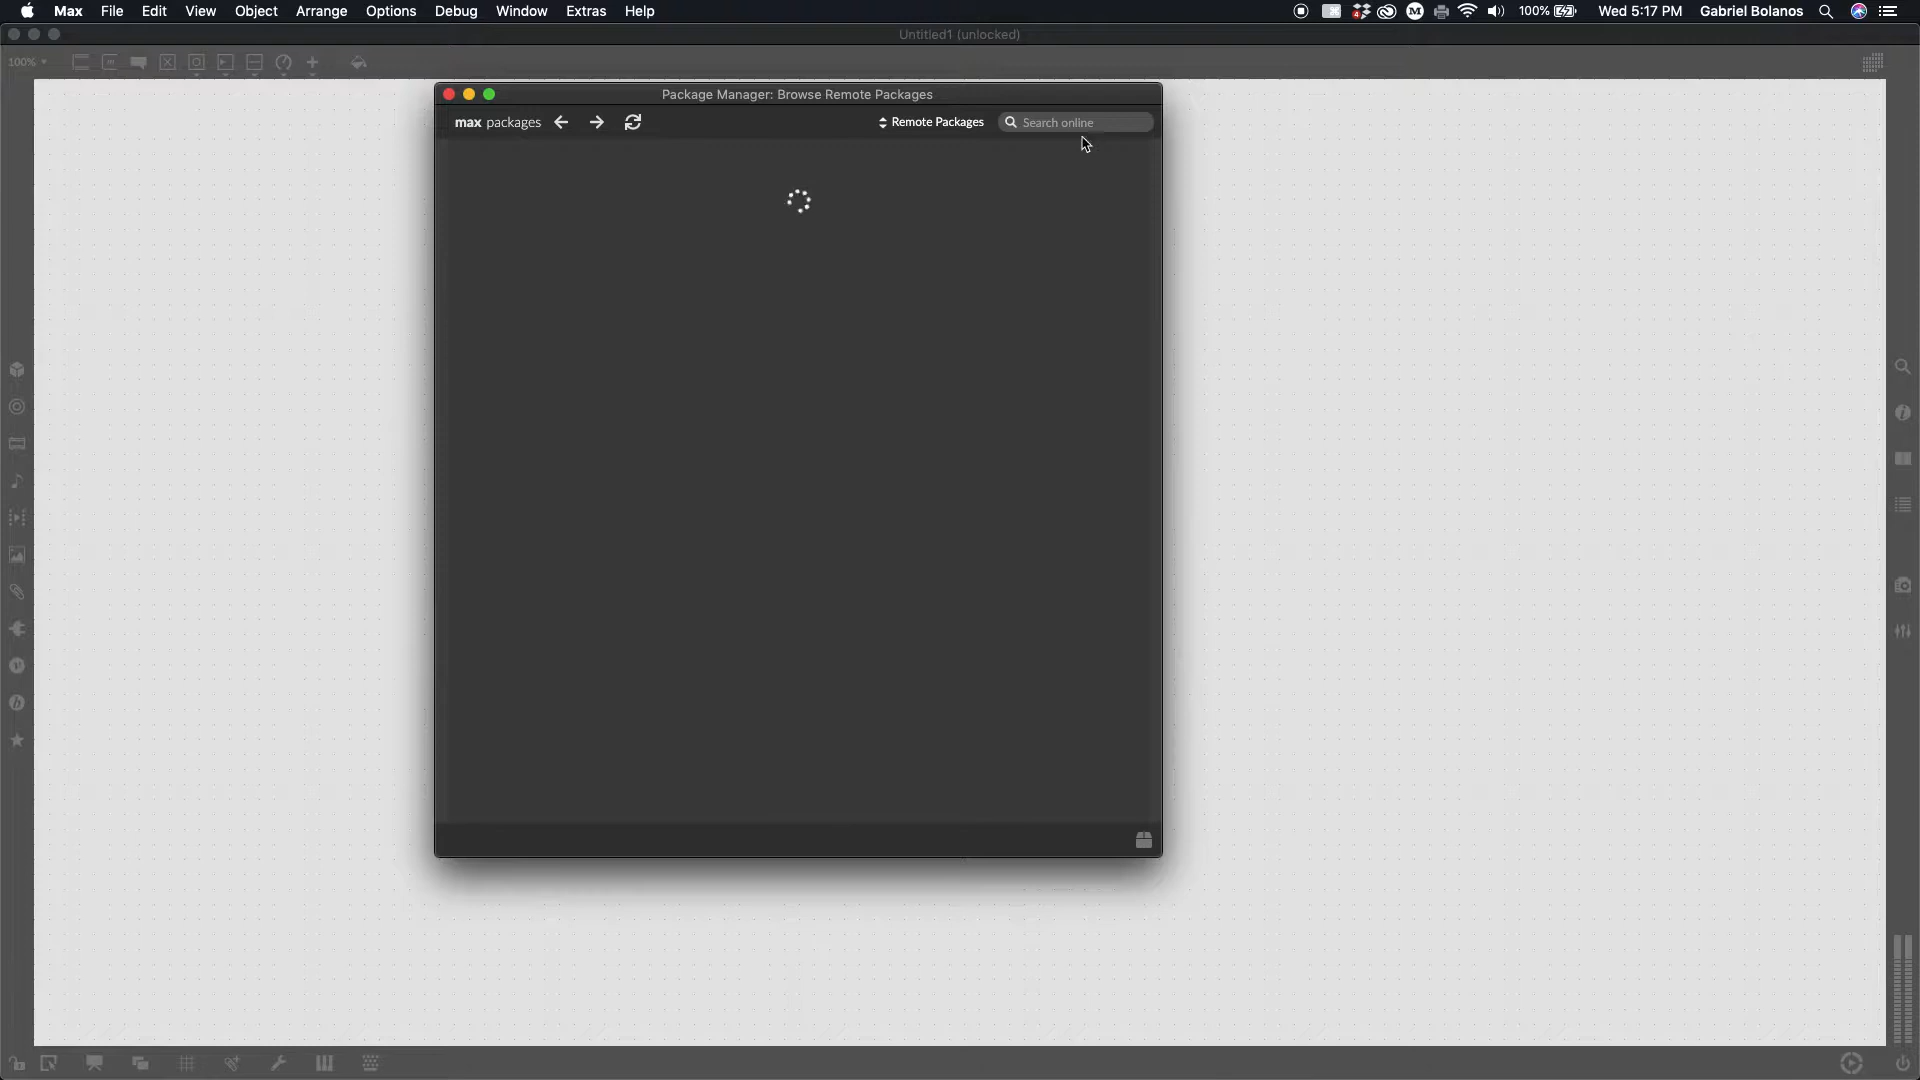 Max File Edit View Object Arrange Options Debug Window Extras Help
4 M 100% Wed 5:17 PM Gabriel Bolanos
Untitled1 (unlocked)
100%
Package Manager: Browse Remote Packages
max packages
Remote Packages
Search online